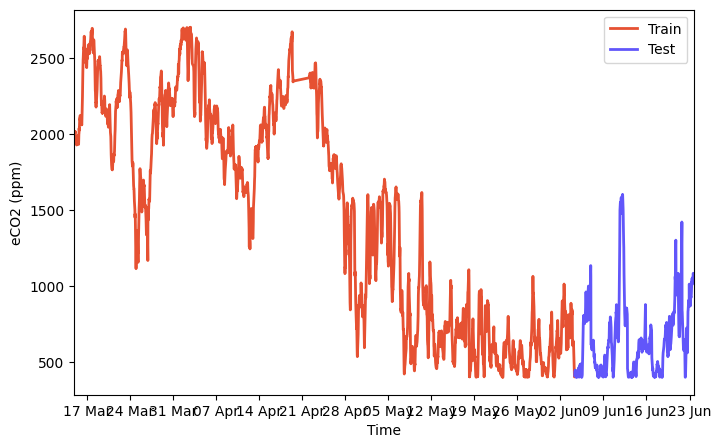 Train
Test
eCO2 (ppm)
2500
2000
1500
1000
500
17 Mar 24 Mar 31 Mar 07 Apr 14 Apr 21 Apr 28 Apr 05 May 12 May 19 May 26 May 02 Jun 09 Jun 16 Jun 23 Jun
Time